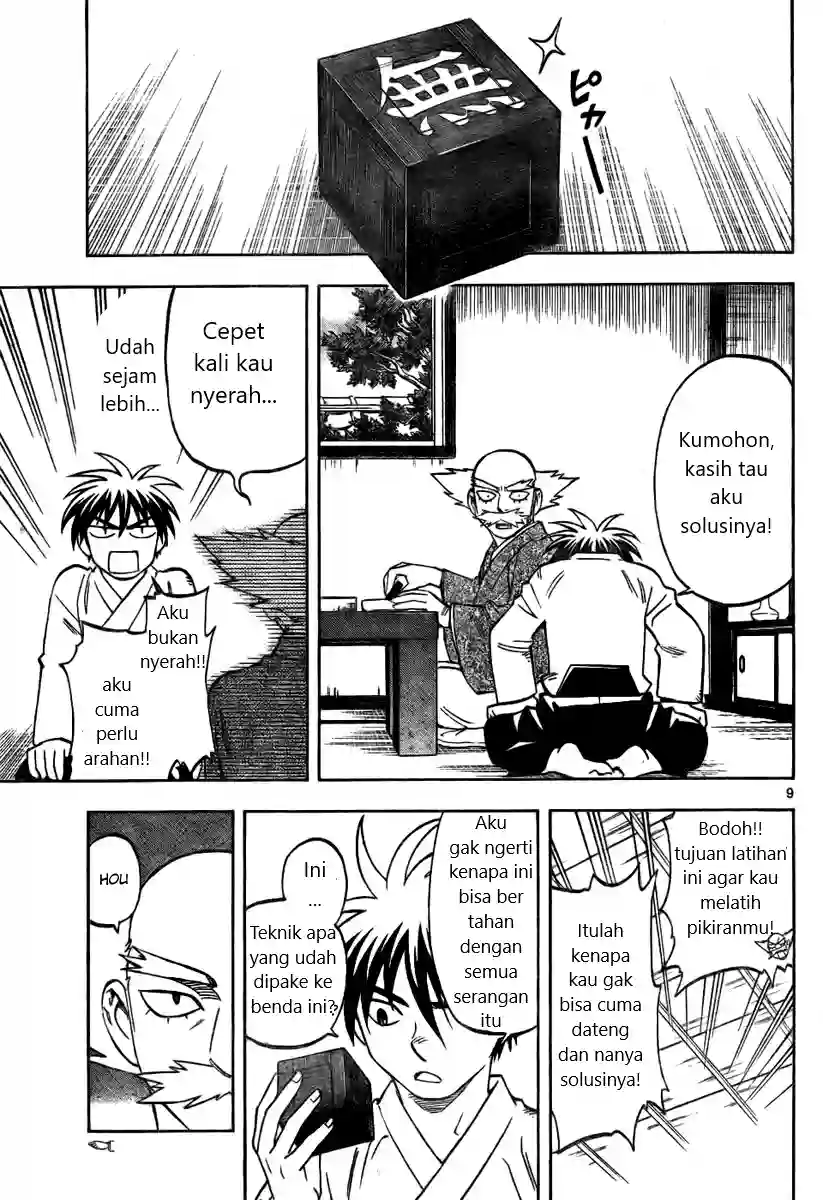 無
ピカー
Kumohon,
kasih tau
aku
solusinya!
Cepet
kali kau
nyerah...
Udah
sejam
lebih...
Aku
bukan
nyerah!!
aku
cuma
perlu
arahan!!
9
Bodoh!!
tujuan latihan
ini agar kau
melatih
pikiranmu!
Itulah
kenapa
kau gak
bisa cuma
dateng
dan nanya
solusinya!
Aku
gak ngerti
kenapa ini
bisa ber
tahan
dengan
semua
serangan
itu
Ini
...
Teknik apa
yang udah
dipake ke
benda ini?
HOU